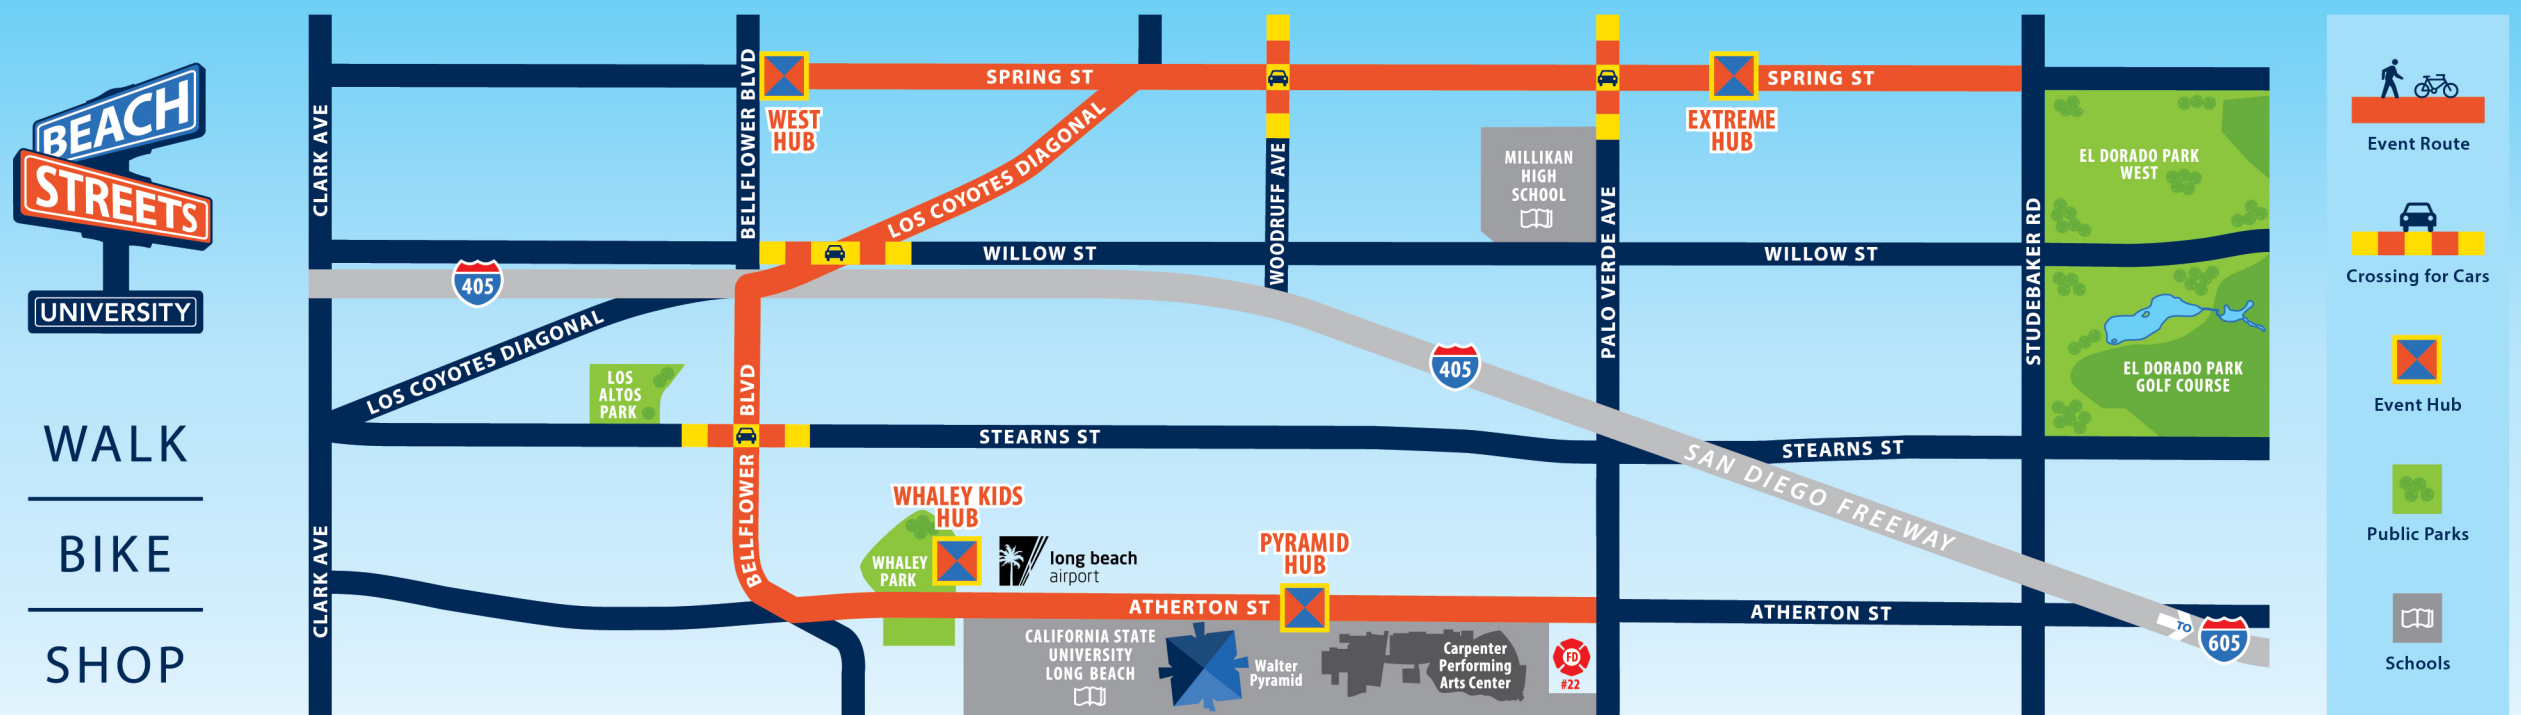 BEACH
STREETS
UNIVERSITY
WALK
BIKE
SHOP
CLARK AVE
CLARK AVE
BELLFLOWER BLVD
WEST
HUB
SPRING ST
LOS COYOTES DIAGONAL
WOODRUFF AVE
MILLIKAN
HIGH
SCHOOL
PALO VERDE AVE
EXTREME
HUB
SPRING ST
STUDEBAKER RD
EL DORADO PARK
WEST
WILLOW ST
WILLOW ST
405
LOS COYOTES DIAGONAL
LOS
ALTOS
PARK
BELLFLOWER BLVD
405
EL DORADO PARK
GOLF COURSE
STEARNS ST
STEARNS ST
SAN DIEGO FREEWAY
WHALEY KIDS
HUB
WHALEY
PARK
long beach
airport
PYRAMID
HUB
ATHERTON ST
ATHERTON ST
CALIFORNIA STATE
UNIVERSITY
LONG BEACH
Walter
Pyramid
Carpenter
Performing
Arts Center
FD
#22
TO
605
Event Route
Crossing for Cars
Event Hub
Public Parks
Schools